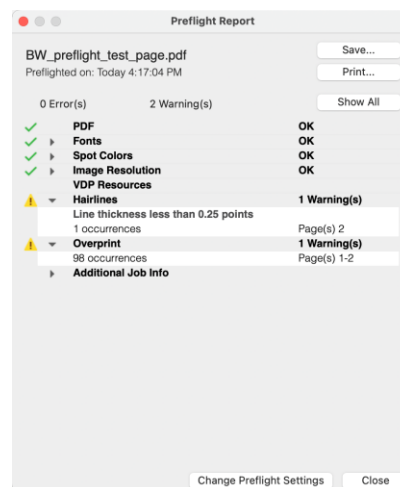 Preflight Report
BW_preflight_test_page.pdf
Save...
Preflighted on: Today 4:17:04 PM
Print...
0 Error(s) 2 Warning(s) Show All
PDF OK
Fonts OK
Spot Colors OK
Image Resolution OK
VDP Resources
Hairlines 1 Warning(s)
Line thickness less than 0.25 points
1 occurrences Page(s) 2
Overprint 1 Warning(s)
98 occurrences Page(s) 1-2
Additional Job Info
Change Preflight Settings Close